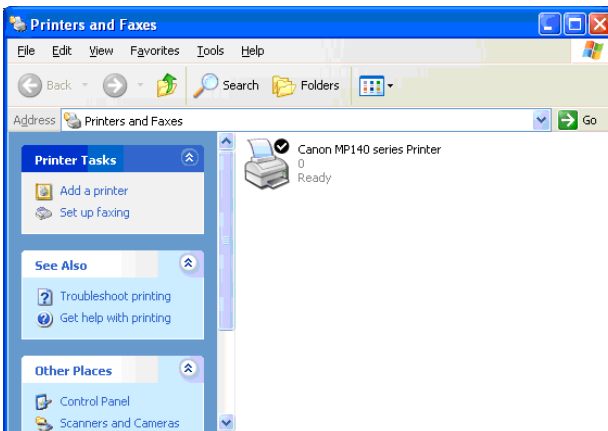 Printers and Faxes
File Edit View Favorites Tools Help
Back Search Folders
Address Printers and Faxes Go
Printer Tasks
Add a printer
Set up faxing
See Also
Troubleshoot printing
Get help with printing
Other Places
Control Panel
Scanners and Cameras
Canon MP140 series Printer
0
Ready